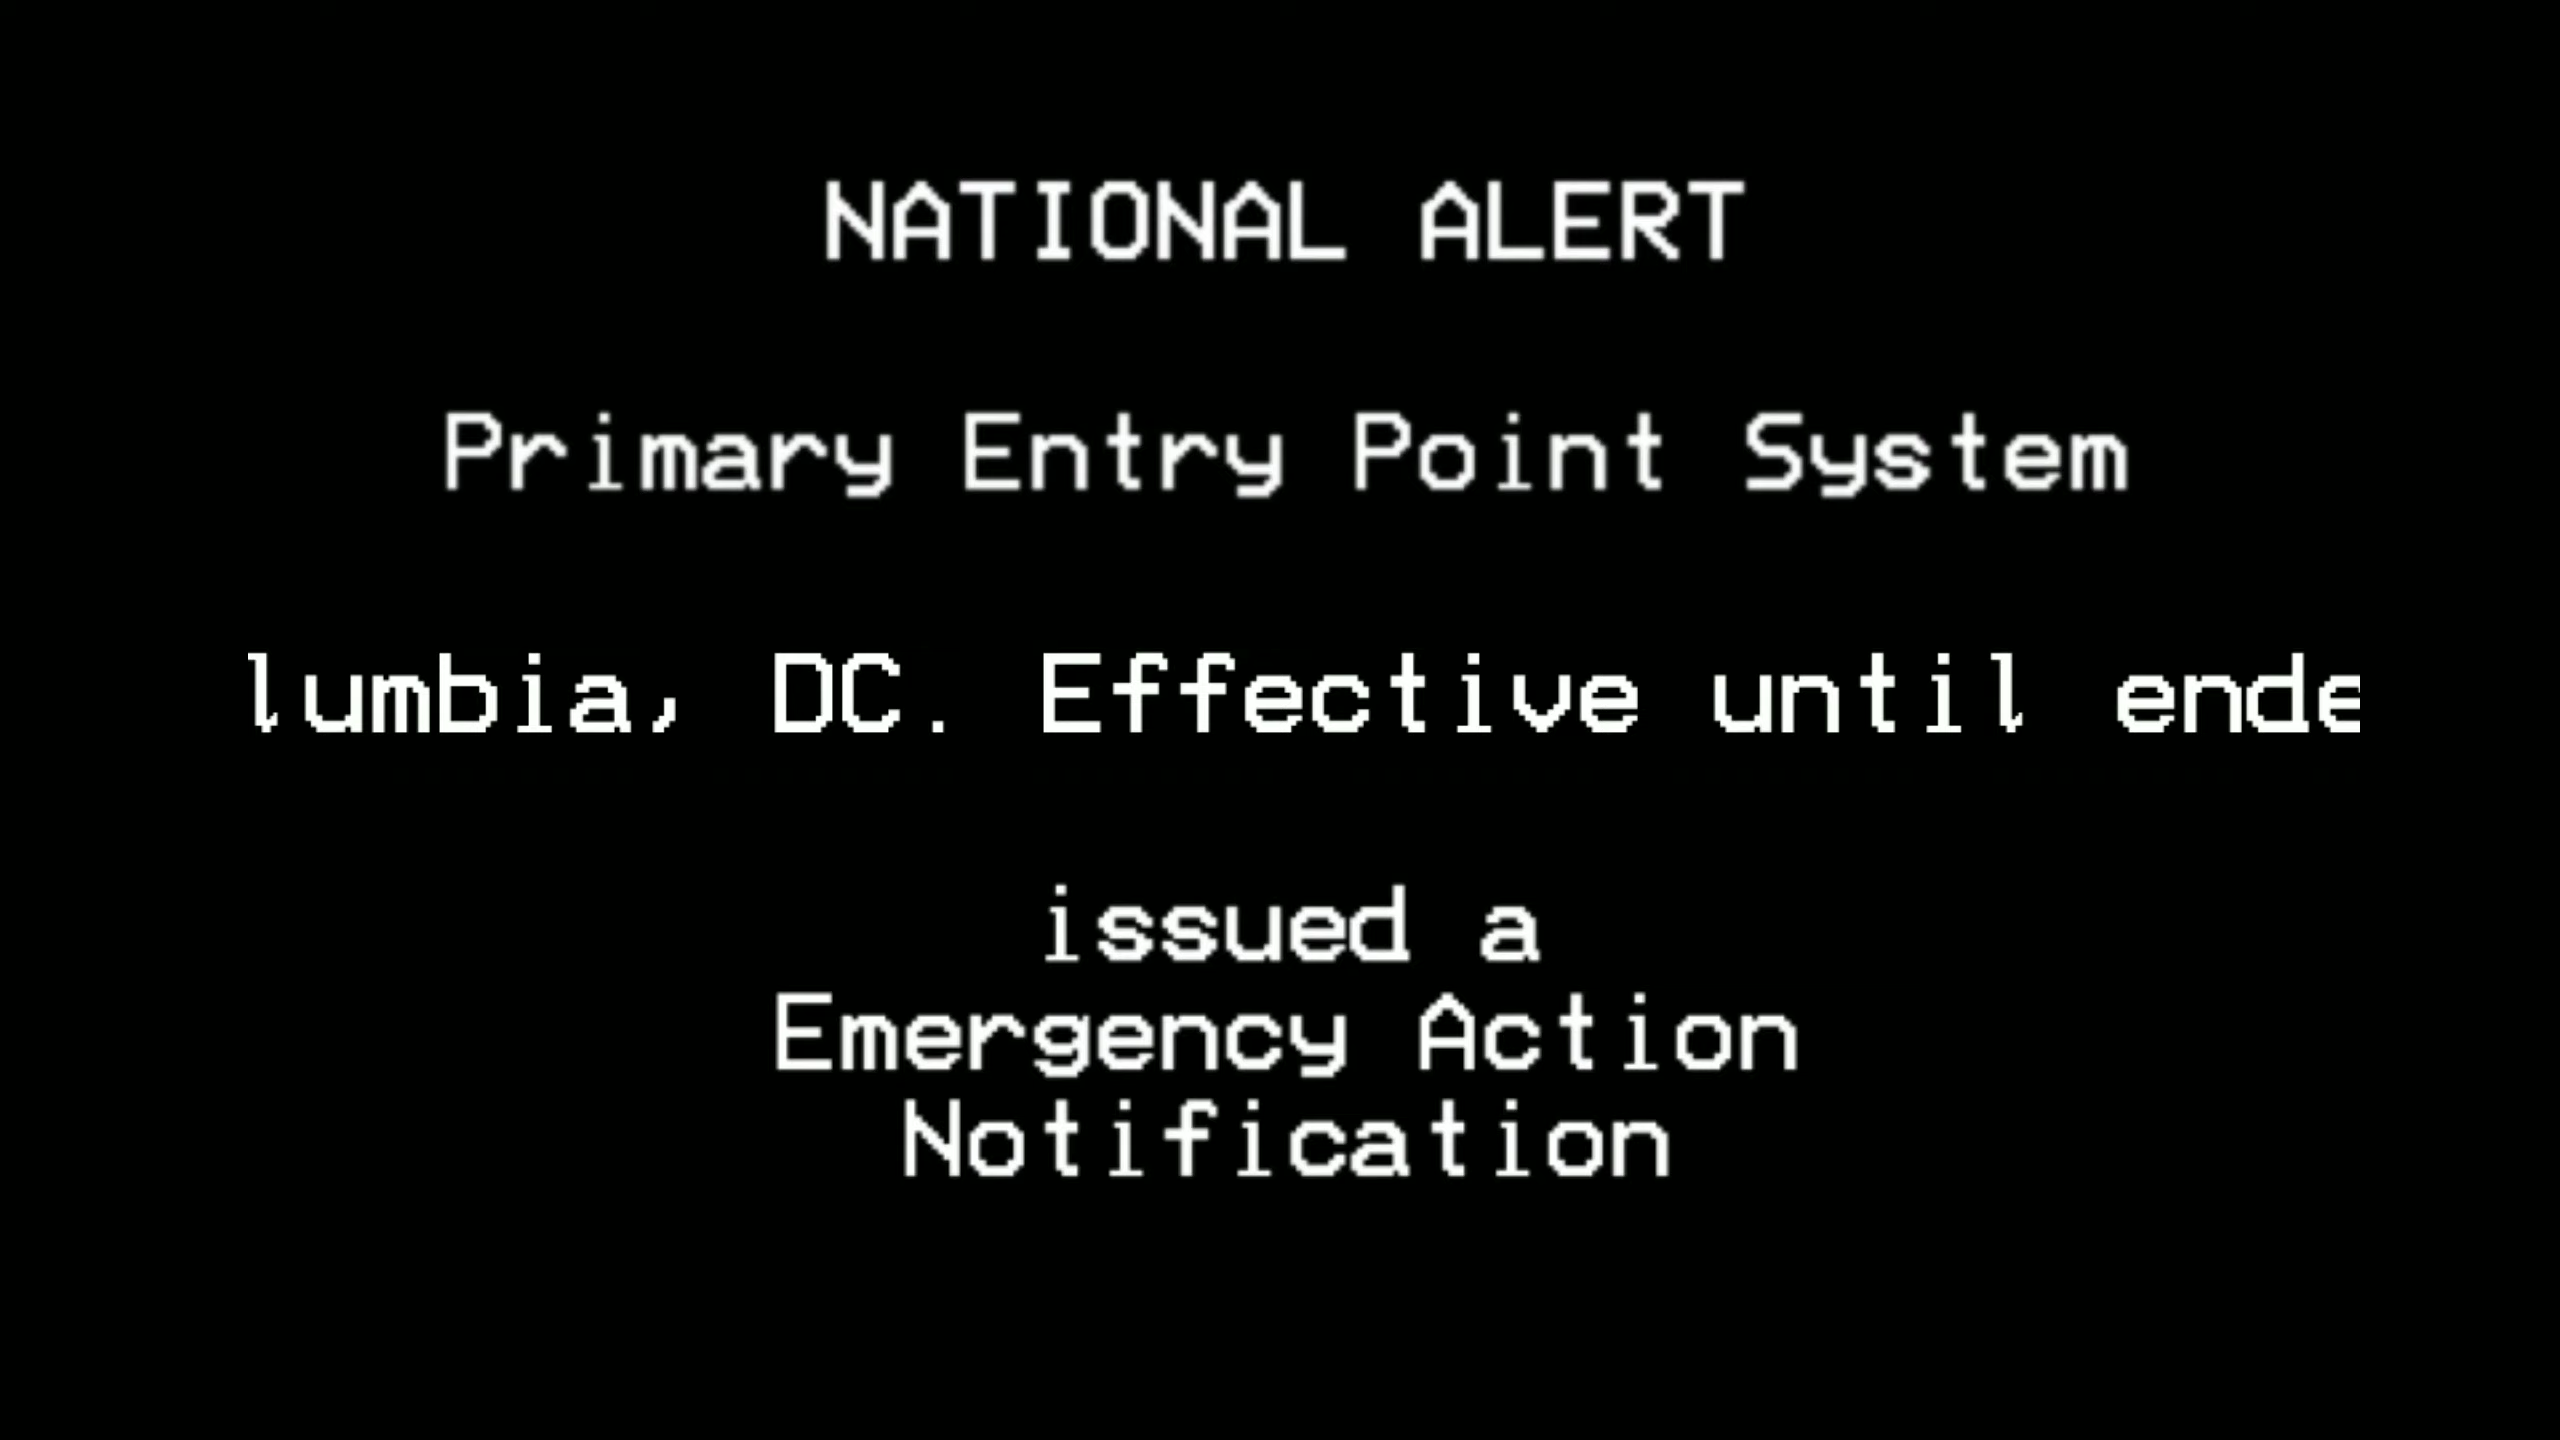 NATIONAL ALERT
Primary Entry Point System
lumbia, DC. Effective until ende
issued a
Emergency Action
Notification